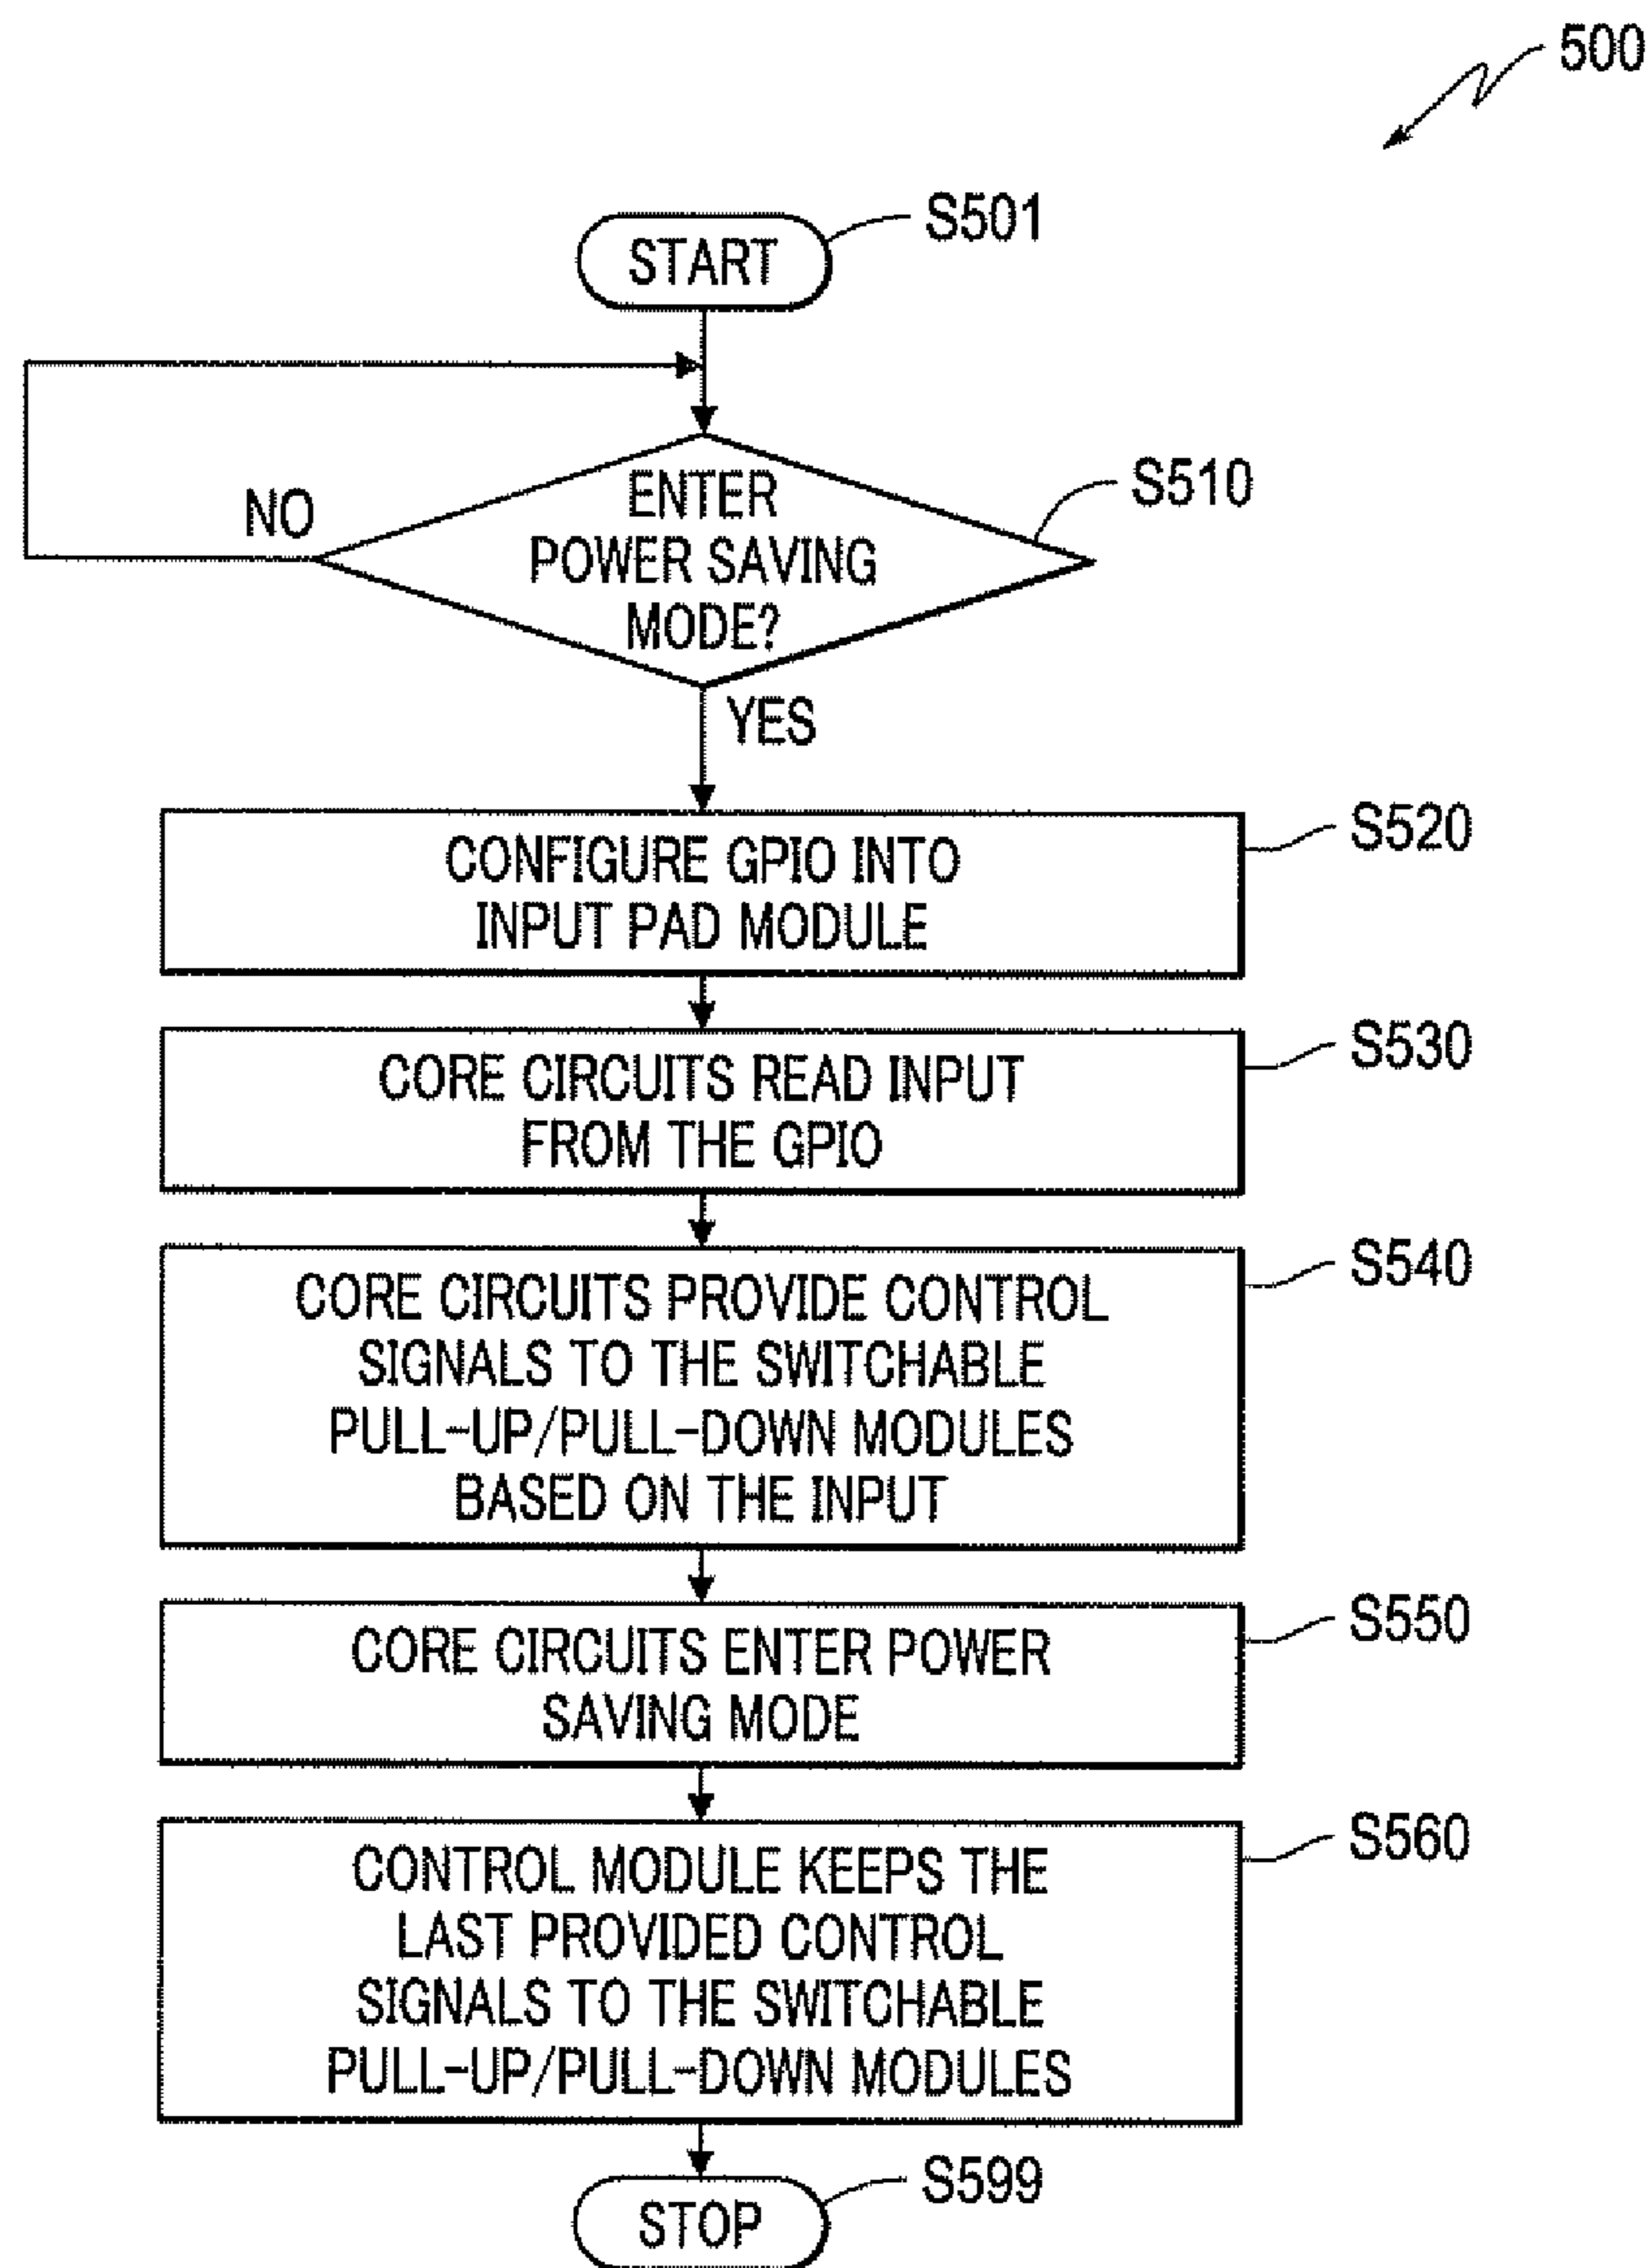 500
START
S501
ENTER
POWER SAVING
MODE?
S510
NO
YES
CONFIGURE GPIO INTO
INPUT PAD MODULE
S520
CORE CIRCUITS READ INPUT
FROM THE GPIO
S530
CORE CIRCUITS PROVIDE CONTROL
SIGNALS TO THE SWITCHABLE
PULL-UP/PULL-DOWN MODULES
BASED ON THE INPUT
S540
CORE CIRCUITS ENTER POWER
SAVING MODE
S550
CONTROL MODULE KEEPS THE
LAST PROVIDED CONTROL
SIGNALS TO THE SWITCHABLE
PULL-UP/PULL-DOWN MODULES
S560
STOP
S599